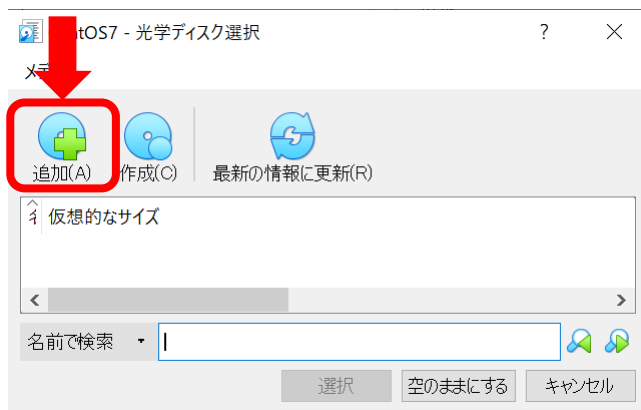 tOS7 - 光学ディスク選択
追加(A) 作成(C) 最新の情報に更新(R)
仮想的なサイズ
名前で検索
選択 空のままにする キャンセル